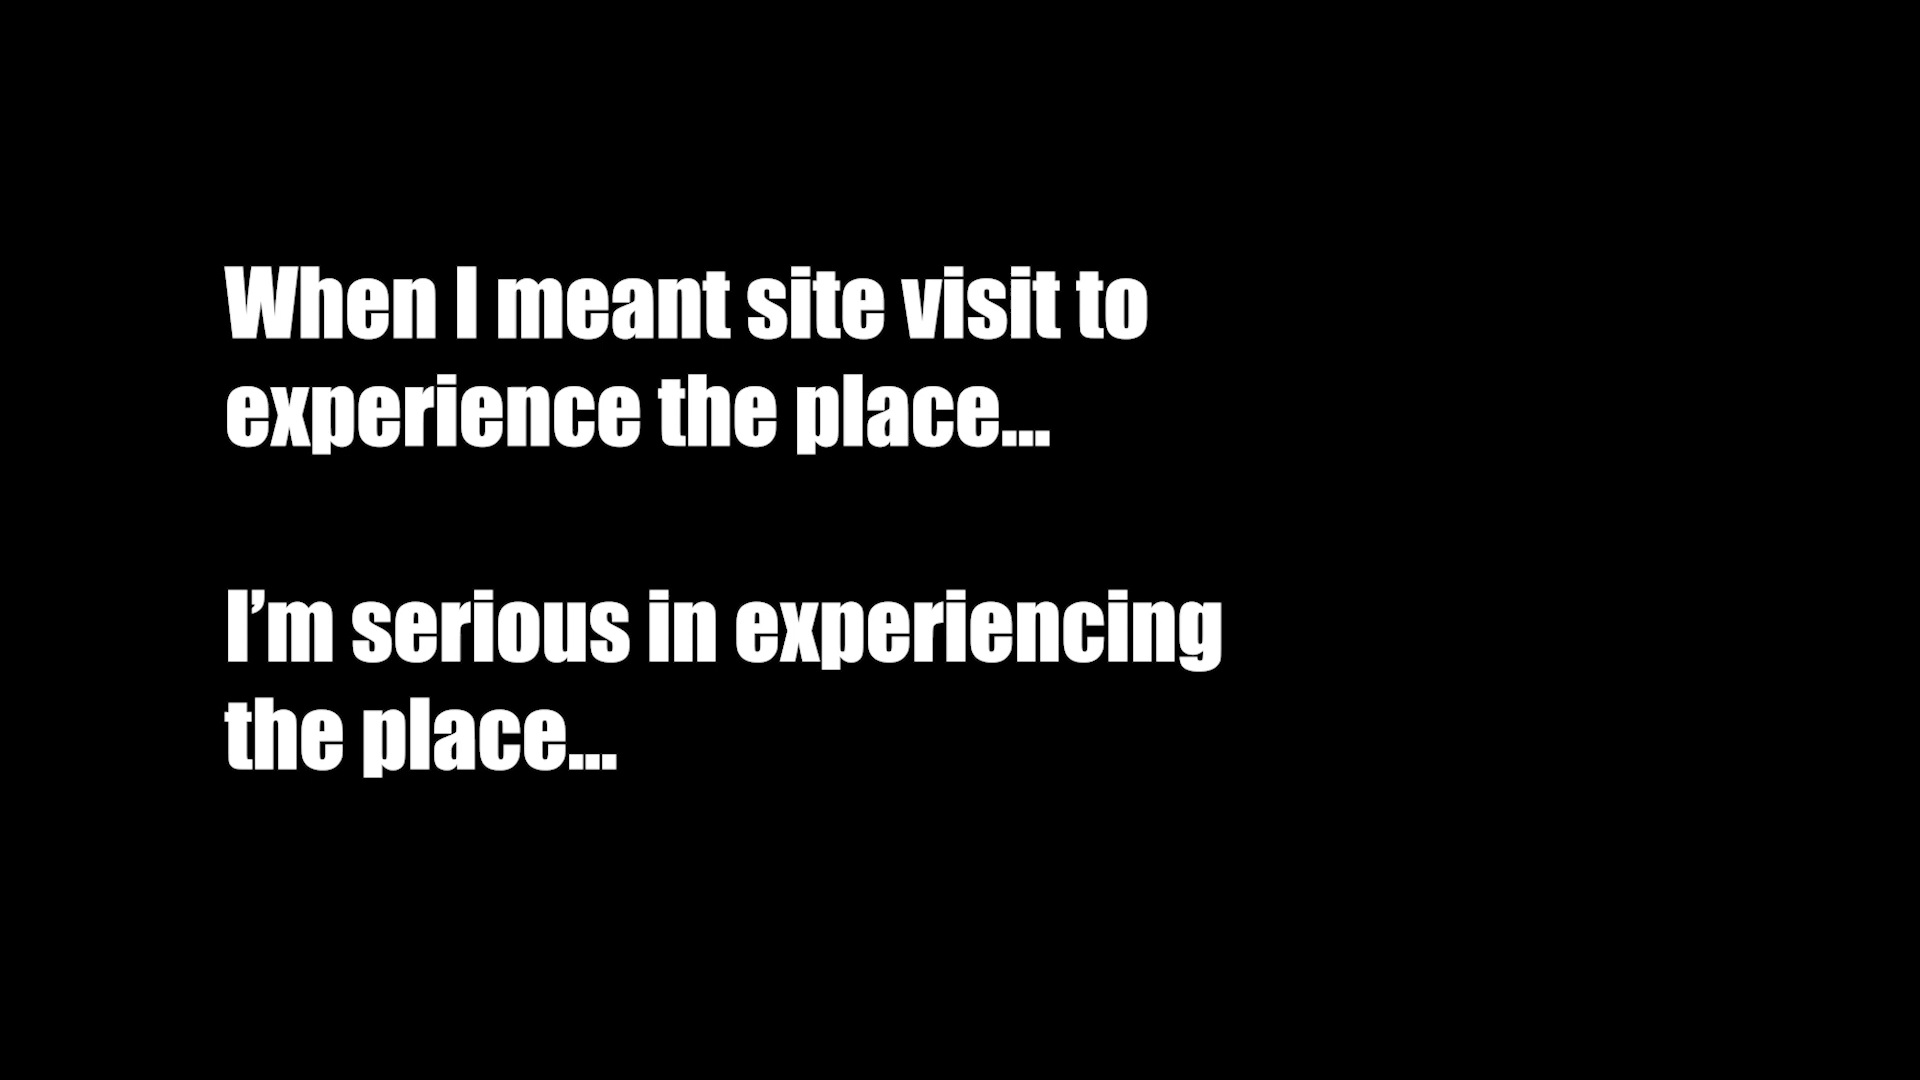 When I meant site visit to
experience the place...
I’m serious in experiencing
the place...